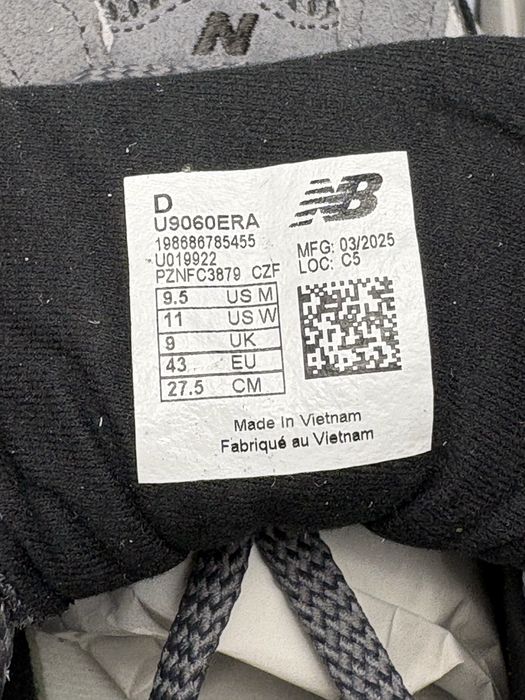 N
D
U9060ERA
198686785455
U019922
PZNFC3879 CZF
NB
MFG: 03/2025
LOC: C5
9.5 US M
11 US W
9 UK
43 EU
27.5 CM
Made In Vietnam
Fabriqué au Vietnam